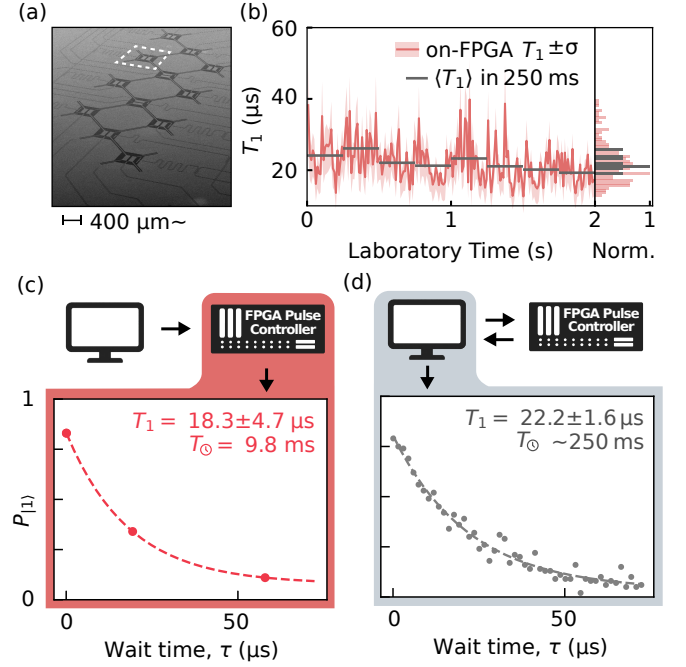 (a)
400 μm~
(b)
on-FPGA T₁ ±σ
⟨T₁⟩ in 250 ms
T₁ (μs)
60
40
20
0
1
2
1
Laboratory Time (s)
Norm.
(c)
FPGA Pulse
Controller
T₁ = 18.3±4.7 μs
T🕒 = 9.8 ms
P|1⟩
1
0
0
50
Wait time, τ (μs)
(d)
FPGA Pulse
Controller
T₁ = 22.2±1.6 μs
T🕒 ~250 ms
0
50
Wait time, τ (μs)